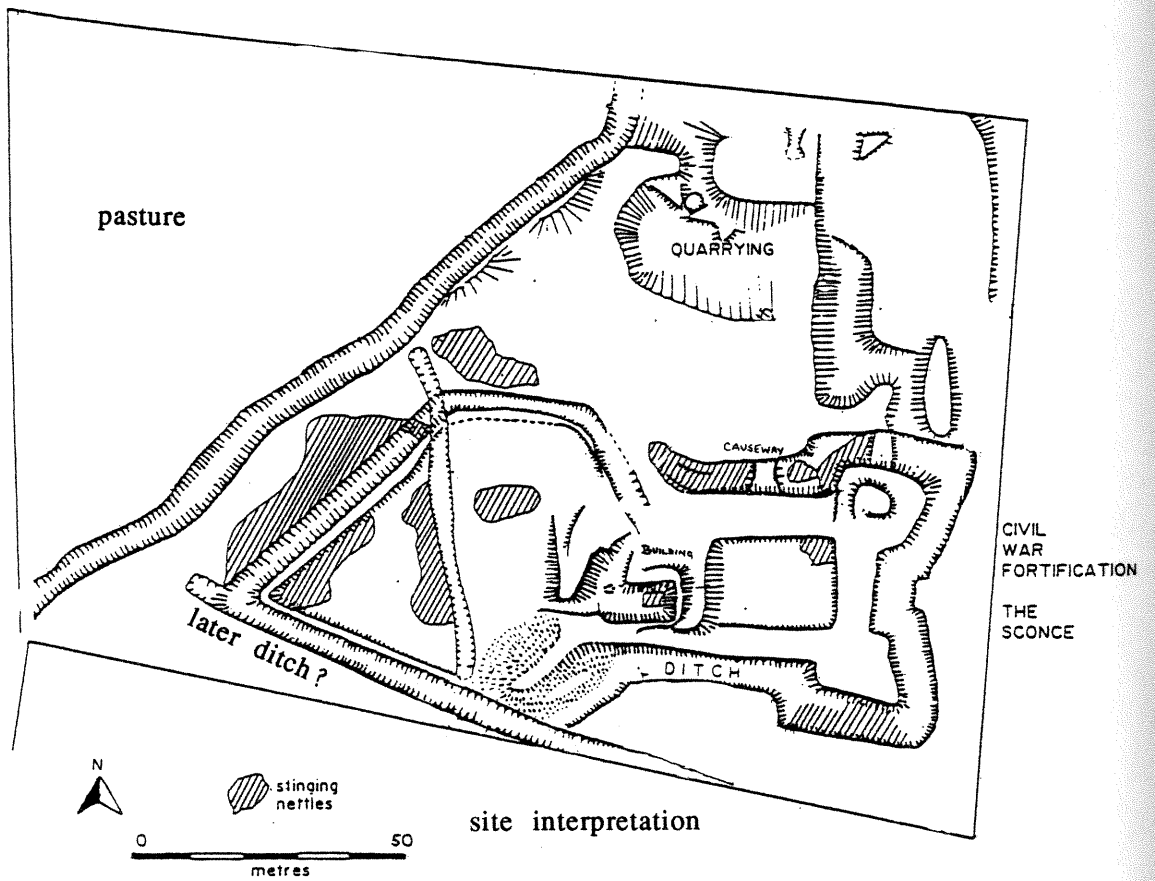 pasture
QUARRYING
CAUSEWAY
BUILDING
CIVIL
WAR
FORTIFICATION
THE
SCONCE
later ditch?
DITCH
N
stinging
nettles
site interpretation
0 50
metres